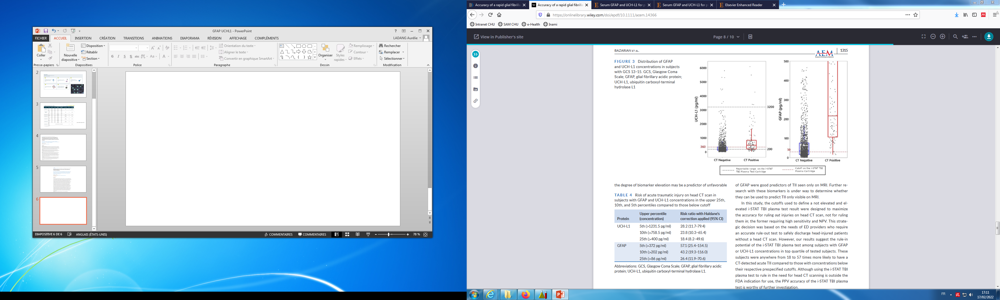 GFAP UCHL1 - PowerPoint
FICHIER ACCUEIL INSERTION CRÉATION TRANSITIONS ANIMATIONS DIAPORAMA RÉVISION AFFICHAGE COMPLÉMENTS LADANG Aurélie
Coller
Presse-papiers
Nouvelle diapositive
Disposition
Rétablir
Section
Diapositives
G I S S abc AV Aa A
Police
Orientation du texte
Aligner le texte
Convertir en graphique SmartArt
Paragraphe
Organiser
Styles rapides
Remplissage
Contour
Effets
Dessin
Rechercher
Remplacer
Sélectionner
Modification
2
3
4
5
6
DIAPOSITIVE 6 DE 6 ANGLAIS (ÉTATS-UNIS) COMMENTAIRES COMMENTAIRES 78 %
Accuracy of a rapid glial fibrilla Accuracy of a rapid glial fibrilla Serum GFAP and UCH-L1 for p Serum GFAP and UCH-L1 for p Elsevier Enhanced Reader
https://onlinelibrary.wiley.com/doi/epdf/10.1111/acem.14366
Intranet CHU SAM CHU e-Health Inami
View in Publisher's site Page 8 / 10
BAZARIAN ET AL. AEM 1315
FIGURE 3 Distribution of GFAP
and UCH-L1 concentrations in subjects
with GCS 13–15. GCS, Glasgow Coma
Scale; GFAP, glial fibrillary acidic protein;
UCH-L1, ubiquitin carboxyl-terminal
hydrolase L1
UCH-L1 (pg/ml)
6000
5000
4000
3000
2000
1000
360
0
3200
200
CT Negative CT Positive
GFAP (pg/ml)
500
400
300
200
100
30
0
CT Negative CT Positive
Reportable range on the i-STAT
TBI Plasma Test Cartridge
Cutoff on the i-STAT TBI
Plasma Cartridge
the degree of biomarker elevation may be a predictor of unfavorable
TABLE 4 Risk of acute traumatic injury on head CT scan in
subjects with GFAP and UCH-L1 concentrations in the upper 25th,
10th, and 5th percentiles compared to those below cutoff
Protein Upper percentile (concentration) Risk ratio with Haldane's correction applied (95% CI)
UCH-L1 5th (>1231.5 pg/ml) 28.2 (11.7–79.4)
10th (>758.5 pg/ml) 23.8 (10.3–65.4)
25th (>400 pg/ml) 18.4 (8.2–49.6)
GFAP 5th (>372 pg/ml) 57.1 (25.4–154.5)
10th (>202 pg/ml) 43.2 (19.3–116.0)
25th (>86 pg/ml) 26.4 (11.9–70.6)
Abbreviations: GCS, Glasgow Coma Scale; GFAP, glial fibrillary acidic
protein; UCH-L1, ubiquitin carboxyl-terminal hydrolase L1.
of GFAP were good predictors of TII seen only on MRI. Further re-
search with these biomarkers is under way to determine whether
they can be used to predict TII only visible on MRI.
In this study, the cutoffs used to define a not elevated and el-
evated i-STAT TBI plasma test result were designed to maximize
the accuracy for ruling out injuries on head CT scan, not for ruling
them in; the former requiring high sensitivity and NPV. This strate-
gic decision was based on the needs of ED providers who require
an accurate rule-out test to safely discharge head-injured patients
without a head CT scan. However, our results suggest the rule-in
potential of the i-STAT TBI plasma test among subjects with GFAP
or UCH-L1 concentrations in top quartile of tested subjects. These
subjects were anywhere from 18 to 57 times more likely to have a
CT-detected acute TII compared to those with concentrations below
their respective prespecified cutoffs. Although using the i-STAT TBI
plasma test to rule in the need for head CT scanning is outside the
FDA indication for use, the PPV accuracy of the i-STAT TBI plasma
test is worthy of further investigation.
FR 17:11
17/02/2022